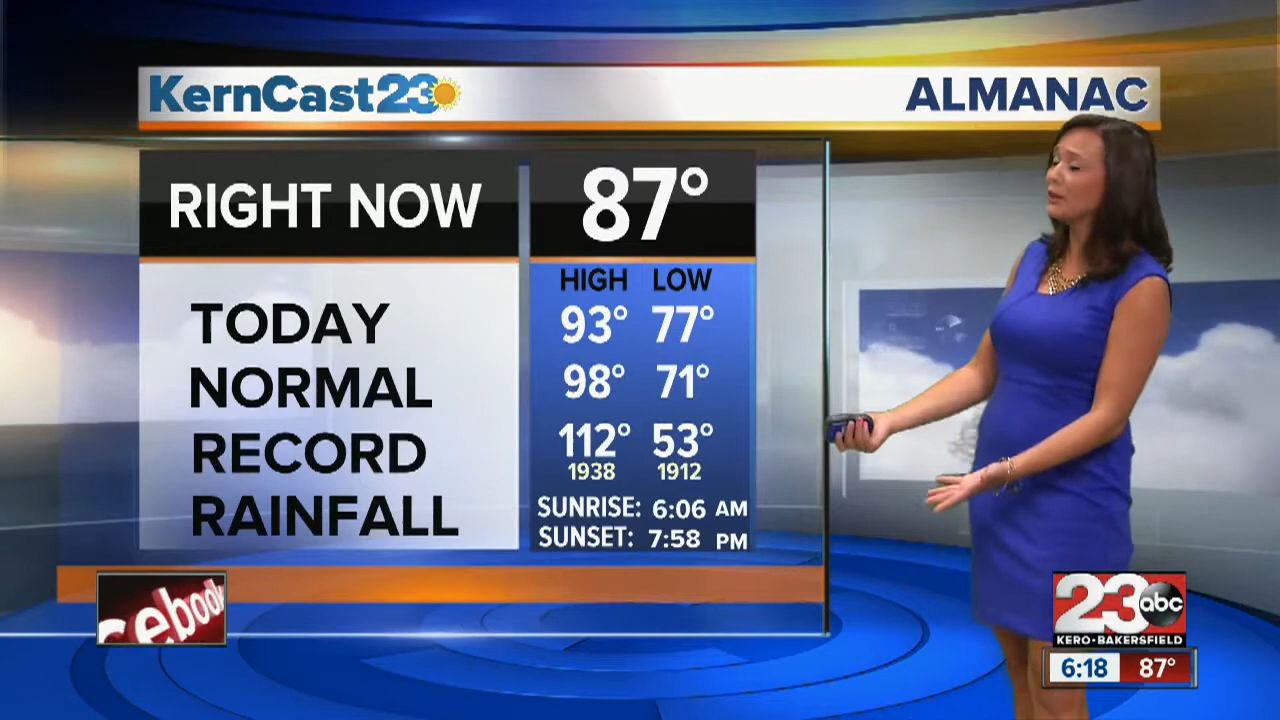 KernCast23
ALMANAC
RIGHT NOW 87°
HIGH LOW
TODAY 93° 77°
NORMAL 98° 71°
RECORD 112° 53°
1938 1912
RAINFALL
SUNRISE: 6:06 AM
SUNSET: 7:58 PM
cebook
23 abc
KERO•BAKERSFIELD
6:18 87°